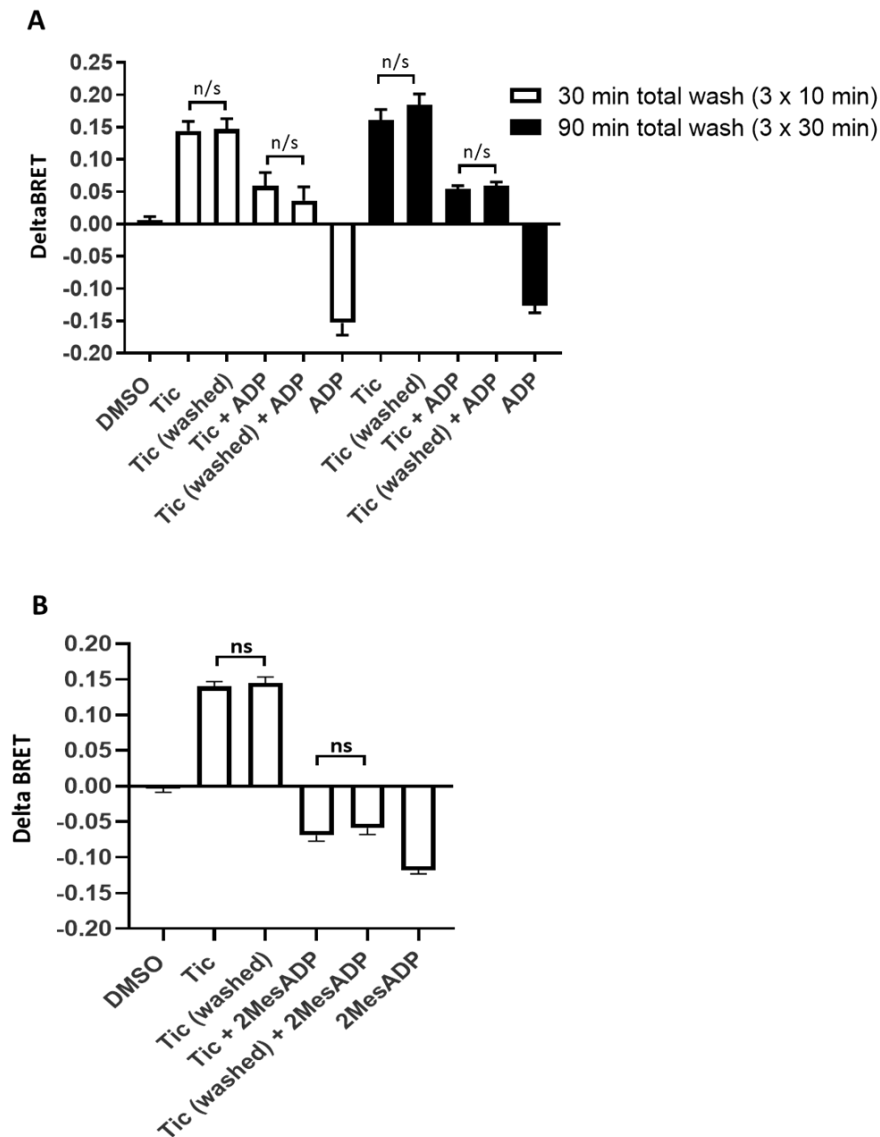 A
DeltaBRET
0.25
0.20
0.15
0.10
0.05
0.00
-0.05
-0.10
-0.15
-0.20
n/s
n/s
n/s
n/s
30 min total wash (3 x 10 min)
90 min total wash (3 x 30 min)
DMSO
Tic
Tic (washed)
Tic + ADP
Tic (washed) + ADP
ADP
Tic
Tic (washed)
Tic + ADP
Tic (washed) + ADP
ADP
B
Delta BRET
0.20
0.15
0.10
0.05
0.00
-0.05
-0.10
-0.15
-0.20
ns
ns
DMSO
Tic
Tic (washed)
Tic + 2MesADP
Tic (washed) + 2MesADP
2MesADP